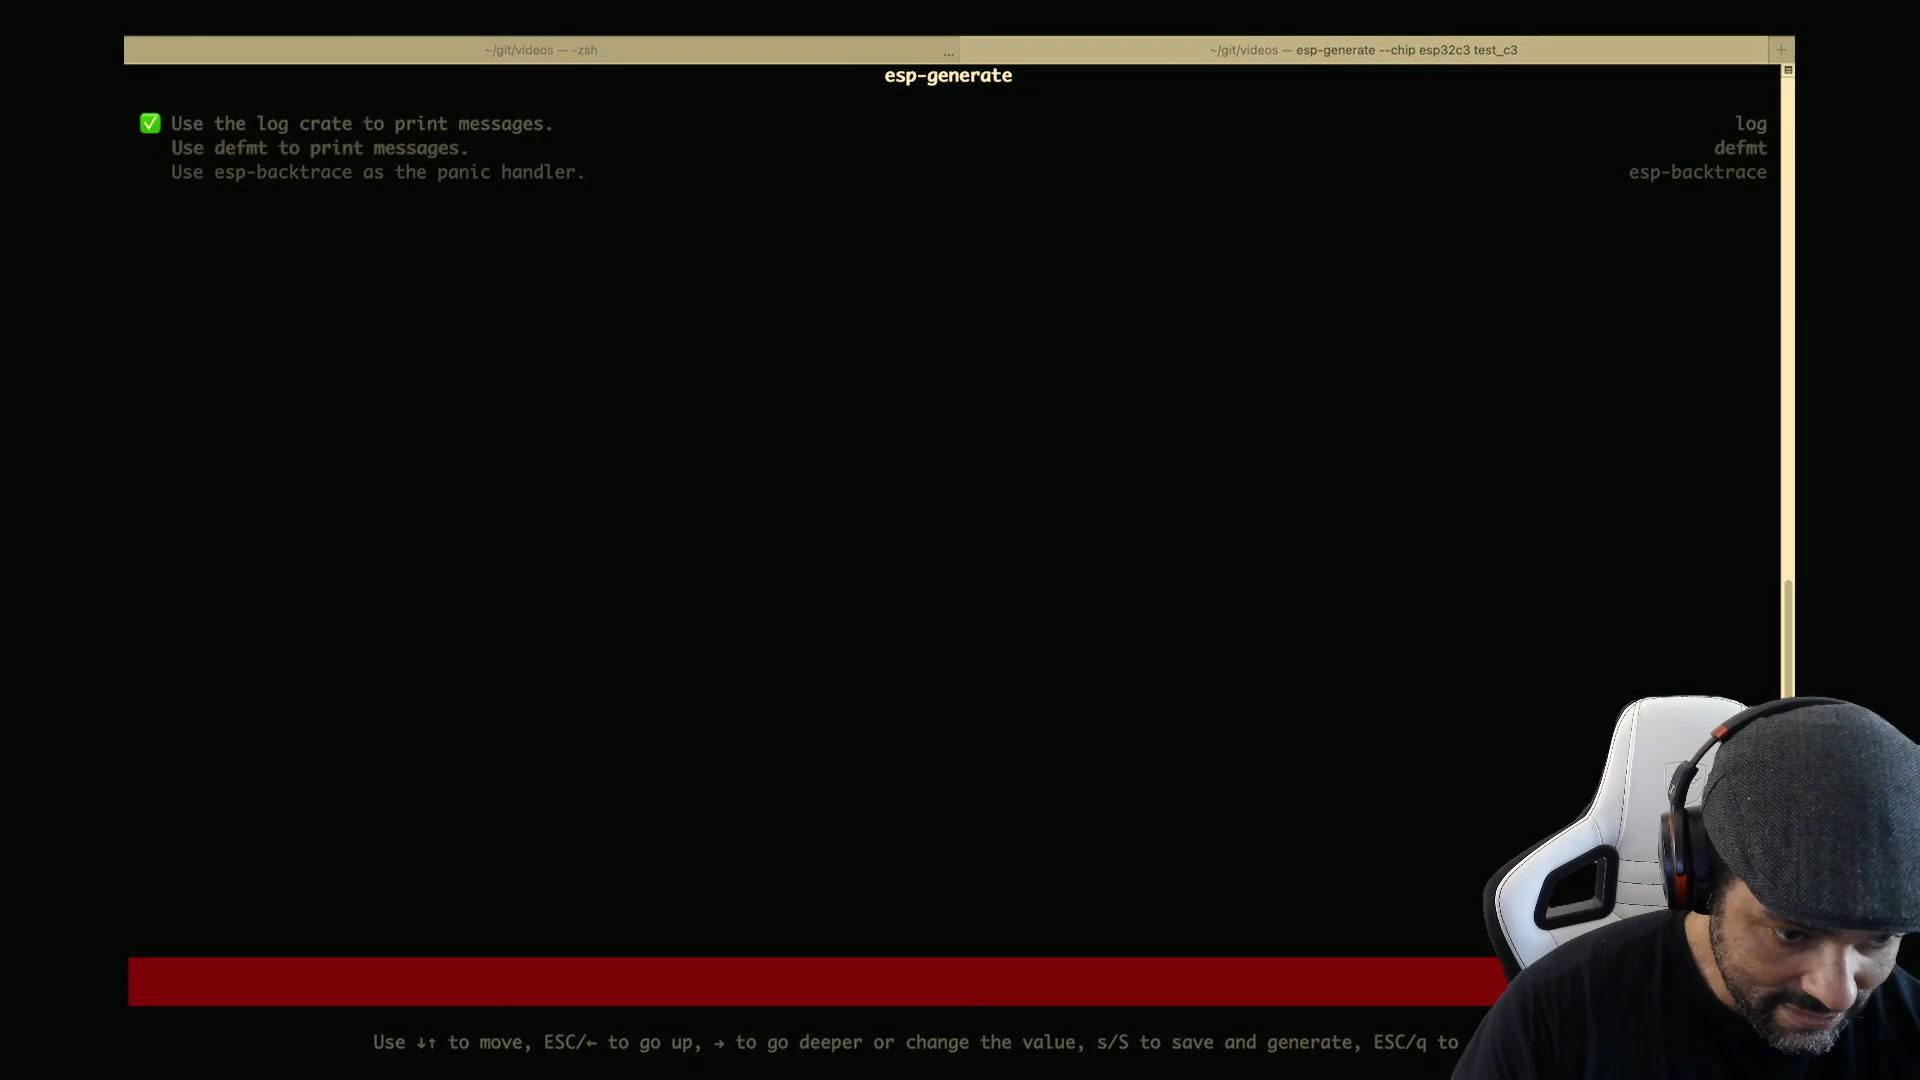 ~/git/videos — -zsh
...
~/git/videos — esp-generate --chip esp32c3 test_c3
+
esp-generate
✅ Use the log crate to print messages. log
Use defmt to print messages. defmt
Use esp-backtrace as the panic handler. esp-backtrace
Use ↓↑ to move, ESC/← to go up, → to go deeper or change the value, s/S to save and generate, ESC/q to